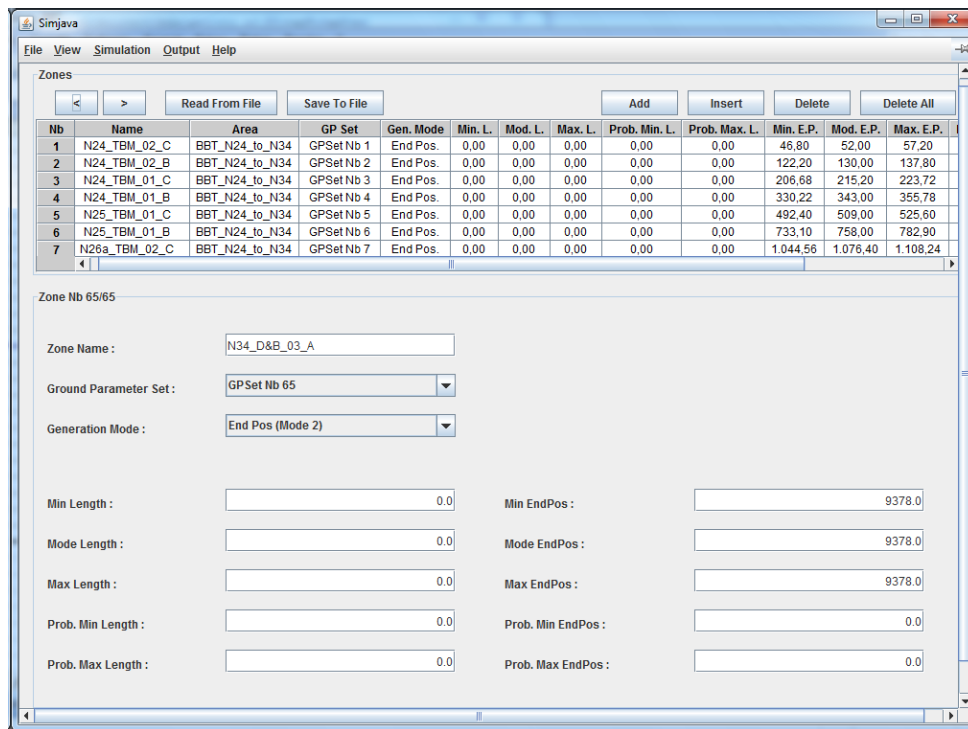 Simjava
File View Simulation Output Help
Zones
< > Read From File Save To File Add Insert Delete Delete All
Nb Name Area GP Set Gen. Mode Min. L. Mod. L. Max. L. Prob. Min. L. Prob. Max. L. Min. E.P. Mod. E.P. Max. E.P.
1 N24_TBM_02_C BBT_N24_to_N34 GPSet Nb 1 End Pos. 0,00 0,00 0,00 0,00 0,00 46,80 52,00 57,20
2 N24_TBM_02_B BBT_N24_to_N34 GPSet Nb 2 End Pos. 0,00 0,00 0,00 0,00 0,00 122,20 130,00 137,80
3 N24_TBM_01_C BBT_N24_to_N34 GPSet Nb 3 End Pos. 0,00 0,00 0,00 0,00 0,00 206,68 215,20 223,72
4 N24_TBM_01_B BBT_N24_to_N34 GPSet Nb 4 End Pos. 0,00 0,00 0,00 0,00 0,00 330,22 343,00 355,78
5 N25_TBM_01_C BBT_N24_to_N34 GPSet Nb 5 End Pos. 0,00 0,00 0,00 0,00 0,00 492,40 509,00 525,60
6 N25_TBM_01_B BBT_N24_to_N34 GPSet Nb 6 End Pos. 0,00 0,00 0,00 0,00 0,00 733,10 758,00 782,90
7 N26a_TBM_02_C BBT_N24_to_N34 GPSet Nb 7 End Pos. 0,00 0,00 0,00 0,00 0,00 1.044,56 1.076,40 1.108,24
Zone Nb 65/65
Zone Name : N34_D&B_03_A
Ground Parameter Set : GPSet Nb 65
Generation Mode : End Pos (Mode 2)
Min Length : 0.0 Min EndPos : 9378.0
Mode Length : 0.0 Mode EndPos : 9378.0
Max Length : 0.0 Max EndPos : 9378.0
Prob. Min Length : 0.0 Prob. Min EndPos : 0.0
Prob. Max Length : 0.0 Prob. Max EndPos : 0.0